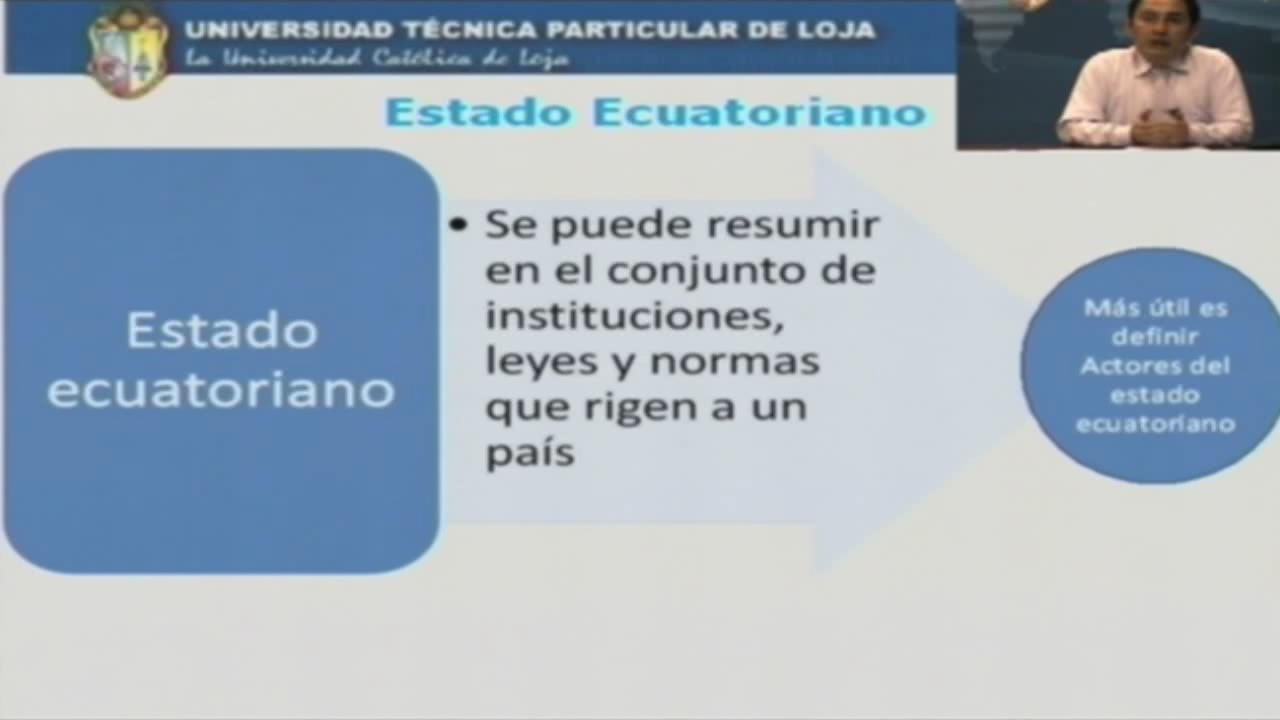 UNIVERSIDAD TÉCNICA PARTICULAR DE LOJA
La Universidad Católica de Loja
Estado Ecuatoriano
Estado
ecuatoriano
• Se puede resumir
en el conjunto de
instituciones,
leyes y normas
que rigen a un
país
Más útil es
definir
Actores del
estado
ecuatoriano